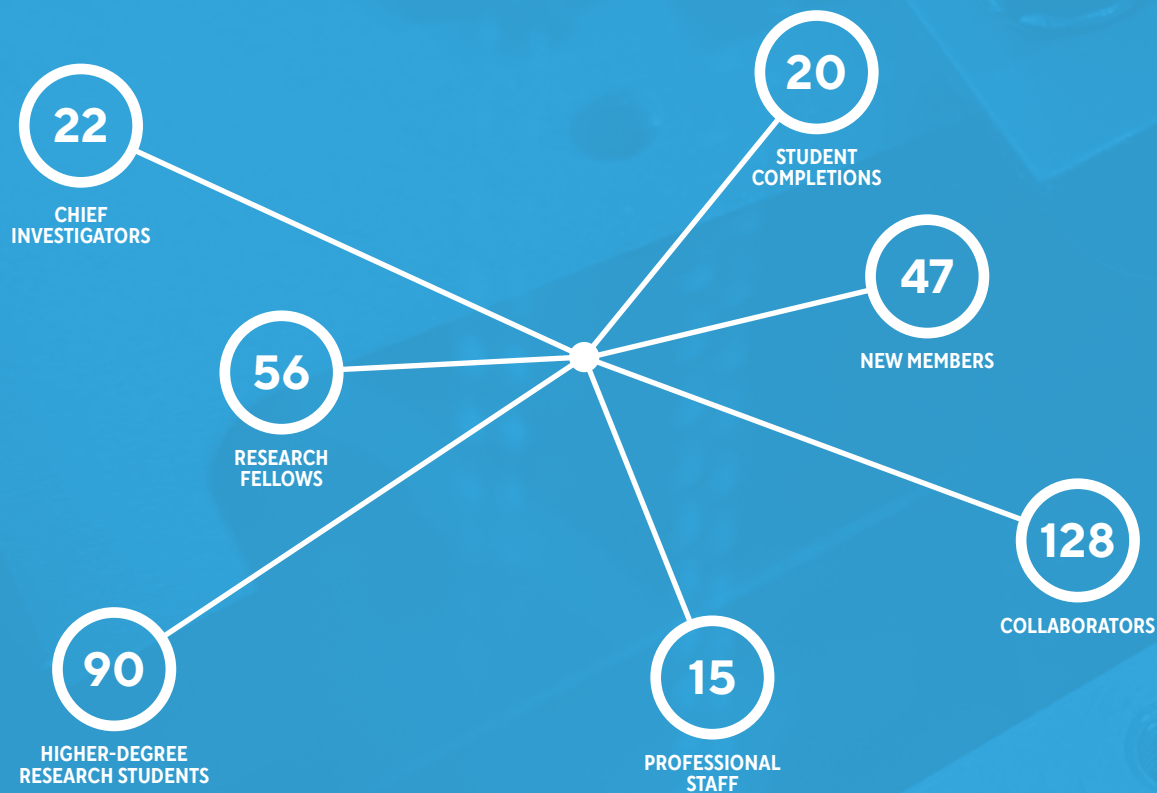 22
CHIEF
INVESTIGATORS
20
STUDENT
COMPLETIONS
47
NEW MEMBERS
56
RESEARCH
FELLOWS
128
COLLABORATORS
90
HIGHER-DEGREE
RESEARCH STUDENTS
15
PROFESSIONAL
STAFF